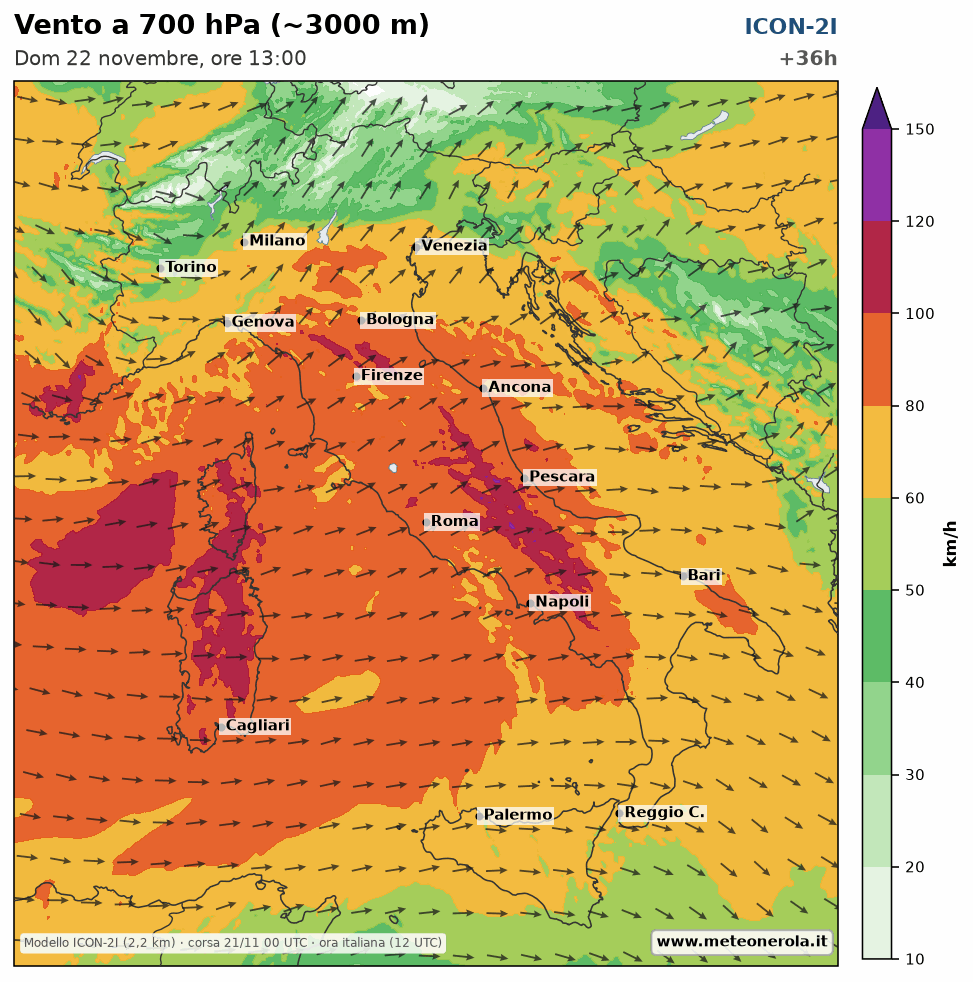 Vento a 700 hPa (~3000 m)
ICON-2I
Dom 22 novembre, ore 13:00
+36h
150
120
100
80
60
50
40
30
20
10
km/h
Milano
Venezia
Torino
Genova
Bologna
Firenze
Ancona
Pescara
Roma
Bari
Napoli
Cagliari
Palermo
Reggio C.
Modello ICON-2I (2,2 km) · corsa 21/11 00 UTC · ora italiana (12 UTC)
www.meteonerola.it